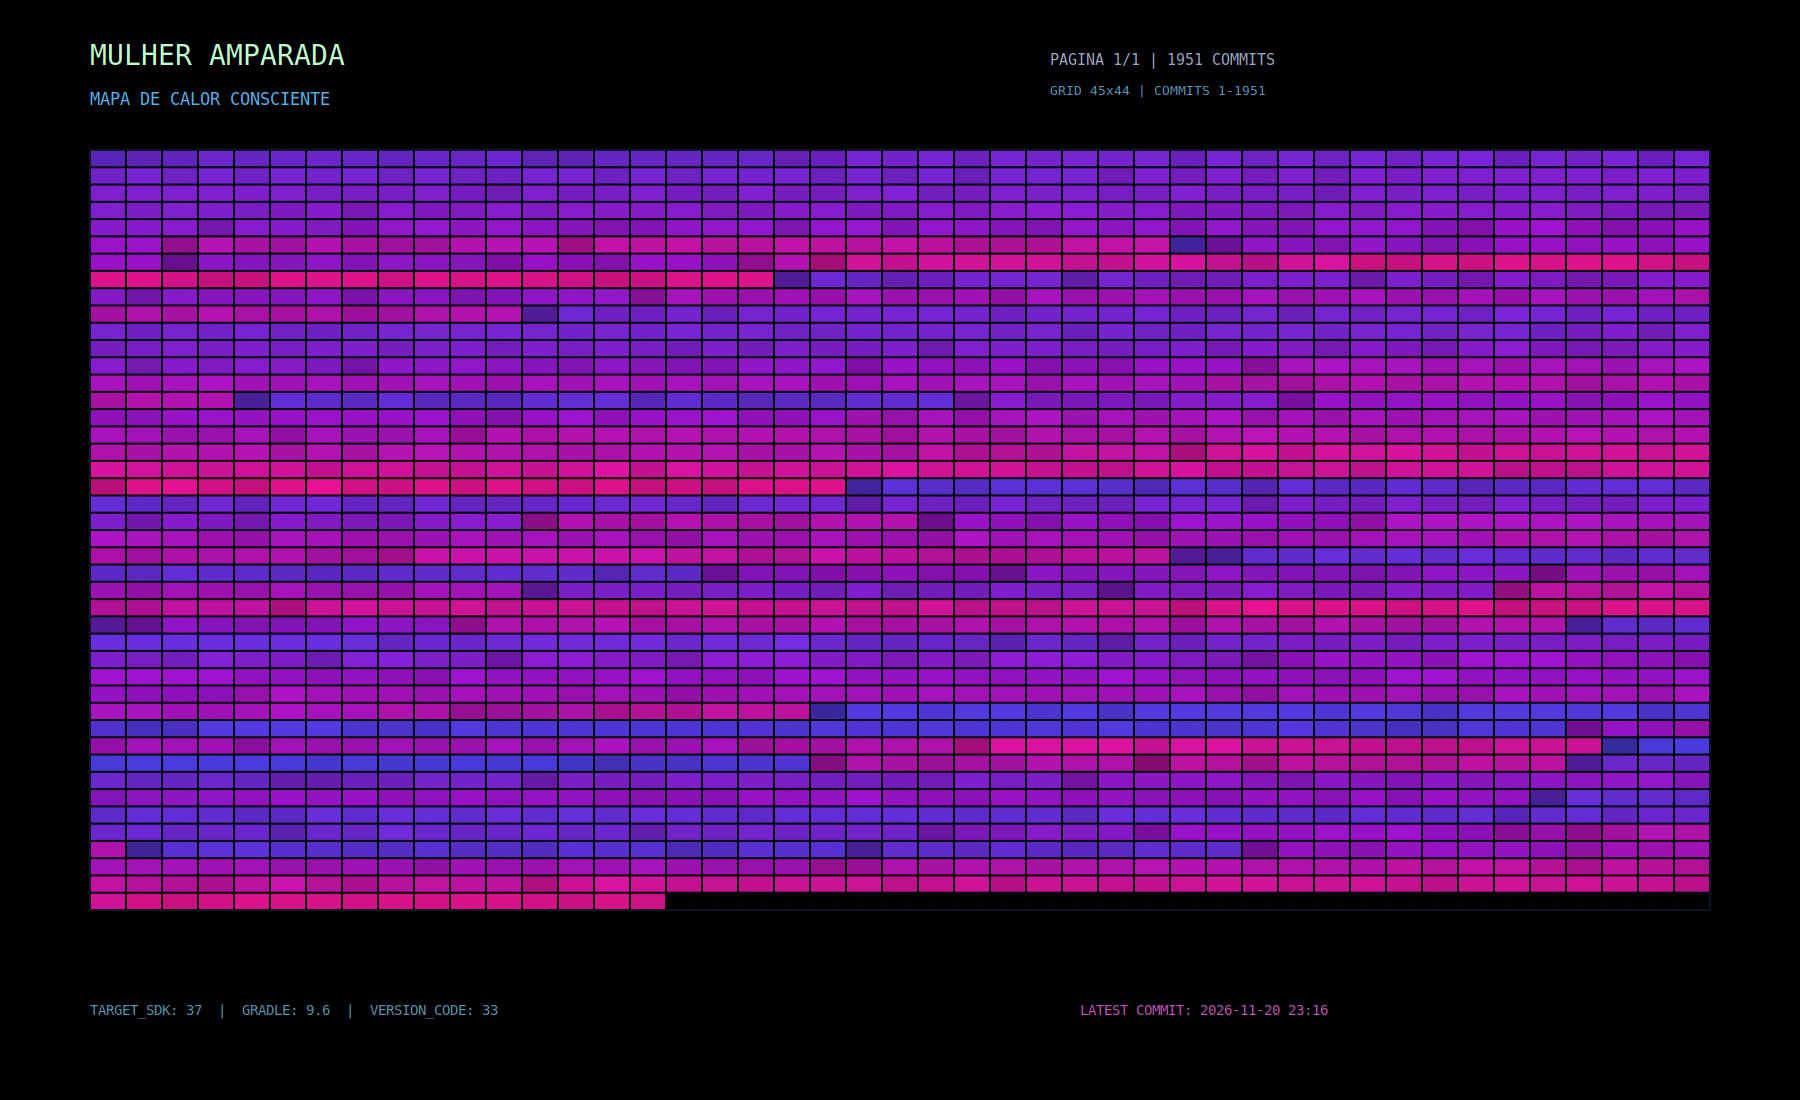 MULHER AMPARADA
MAPA DE CALOR CONSCIENTE
PAGINA 1/1 | 1951 COMMITS
GRID 45x44 | COMMITS 1-1951
TARGET_SDK: 37 | GRADLE: 9.6 | VERSION_CODE: 33
LATEST COMMIT: 2026-11-20 23:16